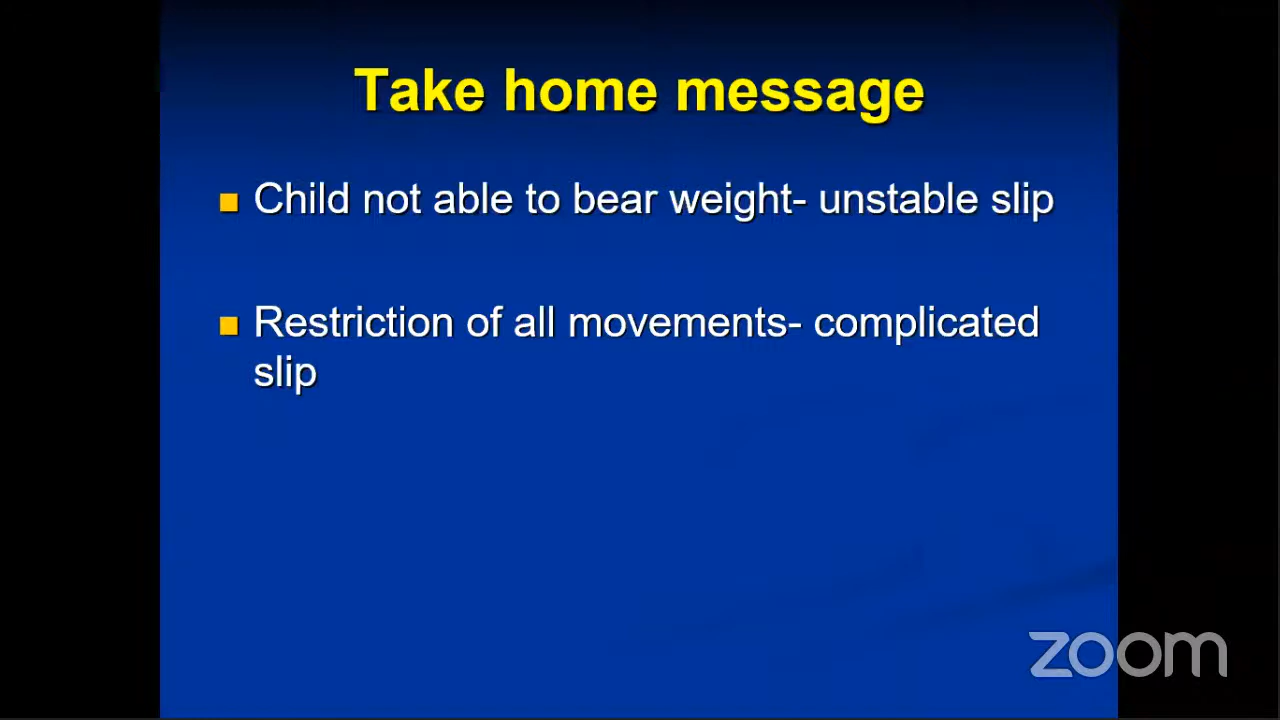 Take home message
Child not able to bear weight- unstable slip
Restriction of all movements- complicated
slip
zoom